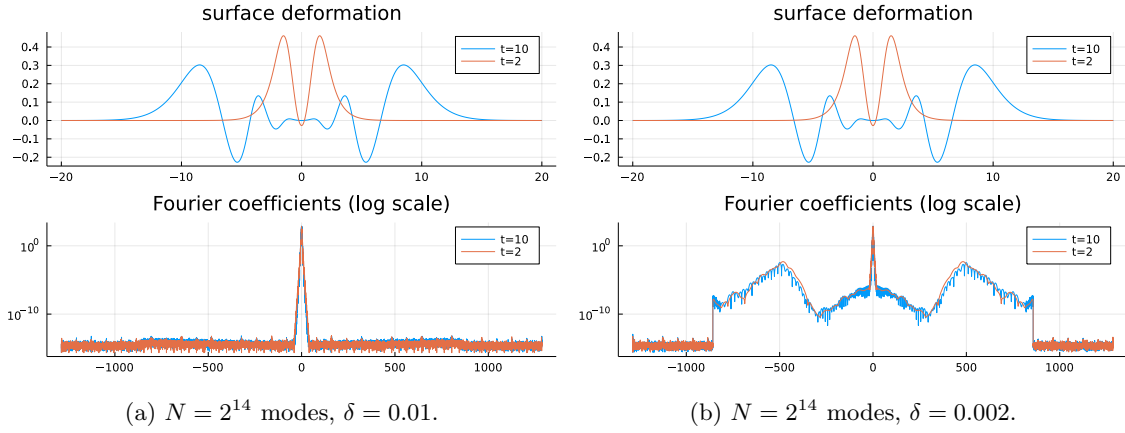 surface deformation
0.4
0.3
0.2
0.1
0.0
−0.1
−0.2
−20
−10
0
10
20
t=10
t=2
Fourier coefficients (log scale)
10^0
10^−10
−1000
−500
0
500
1000
t=10
t=2
(a) N = 2^14 modes, δ = 0.01.
surface deformation
0.4
0.3
0.2
0.1
0.0
−0.1
−0.2
−20
−10
0
10
20
t=10
t=2
Fourier coefficients (log scale)
10^0
10^−10
−1000
−500
0
500
1000
t=10
t=2
(b) N = 2^14 modes, δ = 0.002.